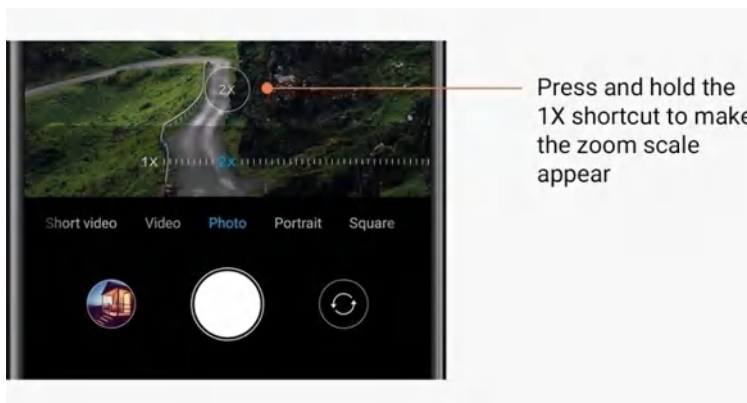 2X
Press and hold the
1X shortcut to make
the zoom scale
appear
1X 2x
Short video Video Photo Portrait Square